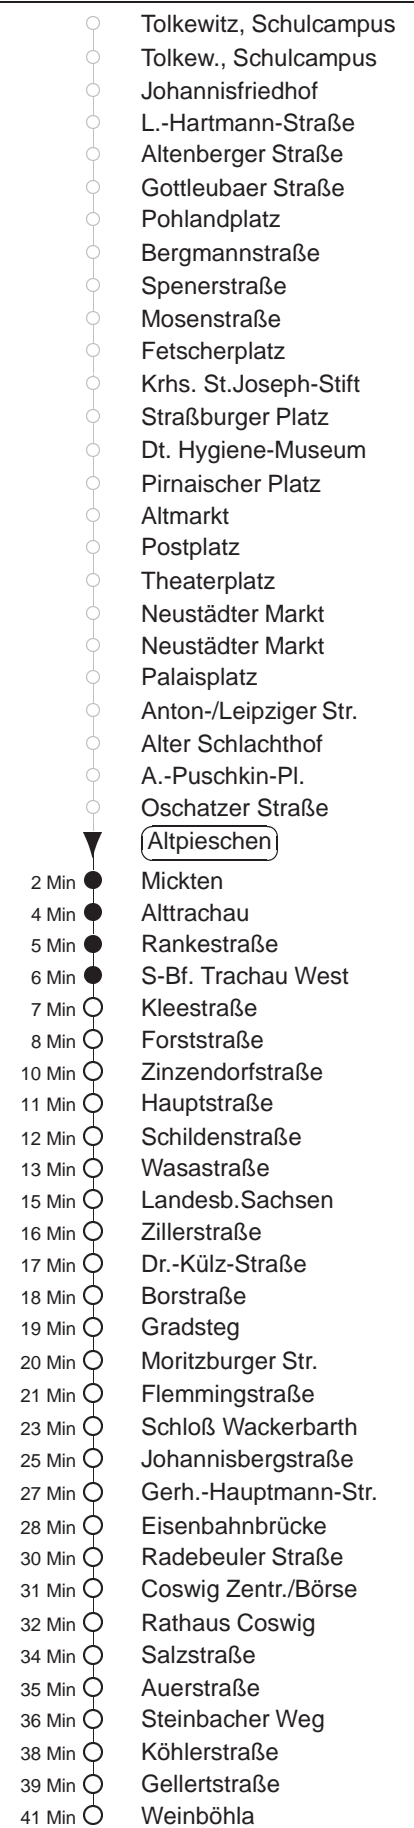 Tolkewitz, Schulcampus
Tolkew., Schulcampus
Johannisfriedhof
L.-Hartmann-Straße
Altenberger Straße
Gottleubaer Straße
Pohlandplatz
Bergmannstraße
Spenerstraße
Mosenstraße
Fetscherplatz
Krhs. St.Joseph-Stift
Straßburger Platz
Dt. Hygiene-Museum
Pirnaischer Platz
Altmarkt
Postplatz
Theaterplatz
Neustädter Markt
Neustädter Markt
Palaisplatz
Anton-/Leipziger Str.
Alter Schlachthof
A.-Puschkin-Pl.
Oschatzer Straße
Altpieschen
2 Min Mickten
4 Min Alttrachau
5 Min Rankestraße
6 Min S-Bf. Trachau West
7 Min Kleestraße
8 Min Forststraße
10 Min Zinzendorfstraße
11 Min Hauptstraße
12 Min Schildenstraße
13 Min Wasastraße
15 Min Landesb.Sachsen
16 Min Zillerstraße
17 Min Dr.-Külz-Straße
18 Min Borstraße
19 Min Gradsteg
20 Min Moritzburger Str.
21 Min Flemmingstraße
23 Min Schloß Wackerbarth
25 Min Johannisbergstraße
27 Min Gerh.-Hauptmann-Str.
28 Min Eisenbahnbrücke
30 Min Radebeuler Straße
31 Min Coswig Zentr./Börse
32 Min Rathaus Coswig
34 Min Salzstraße
35 Min Auerstraße
36 Min Steinbacher Weg
38 Min Köhlerstraße
39 Min Gellertstraße
41 Min Weinböhla